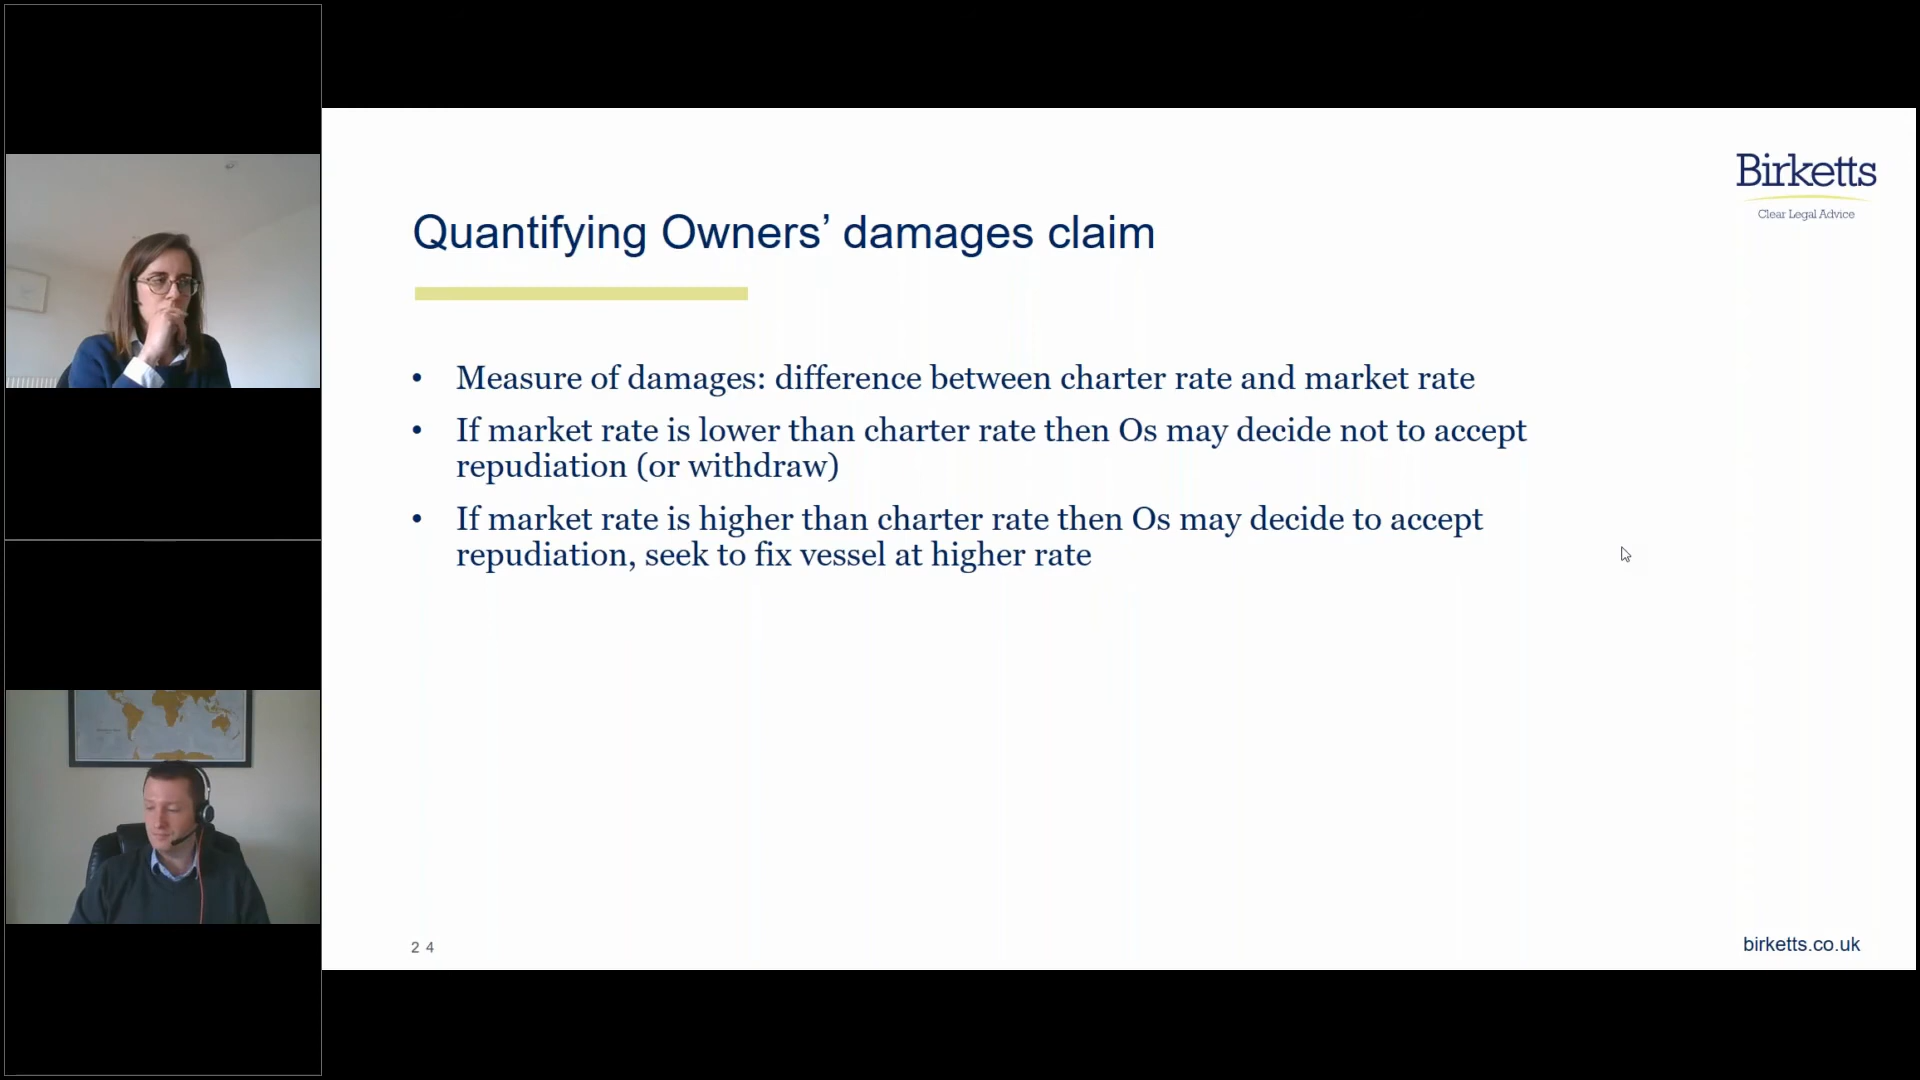 Birketts
Clear Legal Advice
Quantifying Owners’ damages claim
• Measure of damages: difference between charter rate and market rate
• If market rate is lower than charter rate then Os may decide not to accept
repudiation (or withdraw)
• If market rate is higher than charter rate then Os may decide to accept
repudiation, seek to fix vessel at higher rate
24
birketts.co.uk